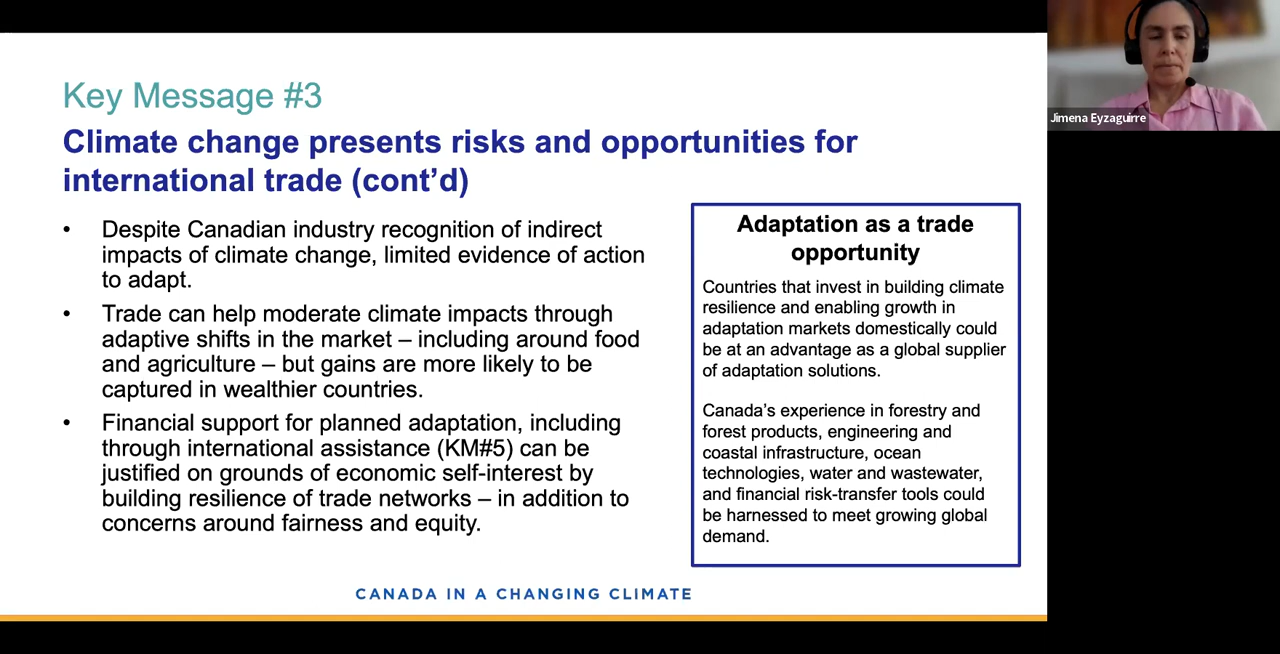 Key Message #3
Climate change presents risks and opportunities for
international trade (cont’d)
• Despite Canadian industry recognition of indirect
impacts of climate change, limited evidence of action
to adapt.
• Trade can help moderate climate impacts through
adaptive shifts in the market – including around food
and agriculture – but gains are more likely to be
captured in wealthier countries.
• Financial support for planned adaptation, including
through international assistance (KM#5) can be
justified on grounds of economic self-interest by
building resilience of trade networks – in addition to
concerns around fairness and equity.
Adaptation as a trade
opportunity
Countries that invest in building climate
resilience and enabling growth in
adaptation markets domestically could
be at an advantage as a global supplier
of adaptation solutions.
Canada’s experience in forestry and
forest products, engineering and
coastal infrastructure, ocean
technologies, water and wastewater,
and financial risk-transfer tools could
be harnessed to meet growing global
demand.
CANADA IN A CHANGING CLIMATE
Jimena Eyzaguirre